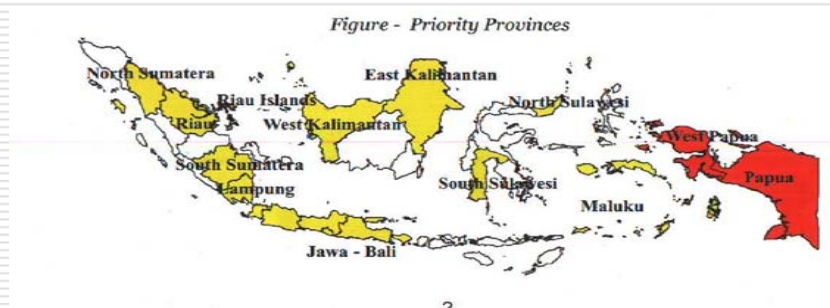 Figure - Priority Provinces
North Sumatera
East Kalimantan
Riau Islands
North Sulawesi
Riau
West Kalimantan
West Papua
South Sumatera
Papua
Lampung
South Sulawesi
Maluku
Jawa - Bali